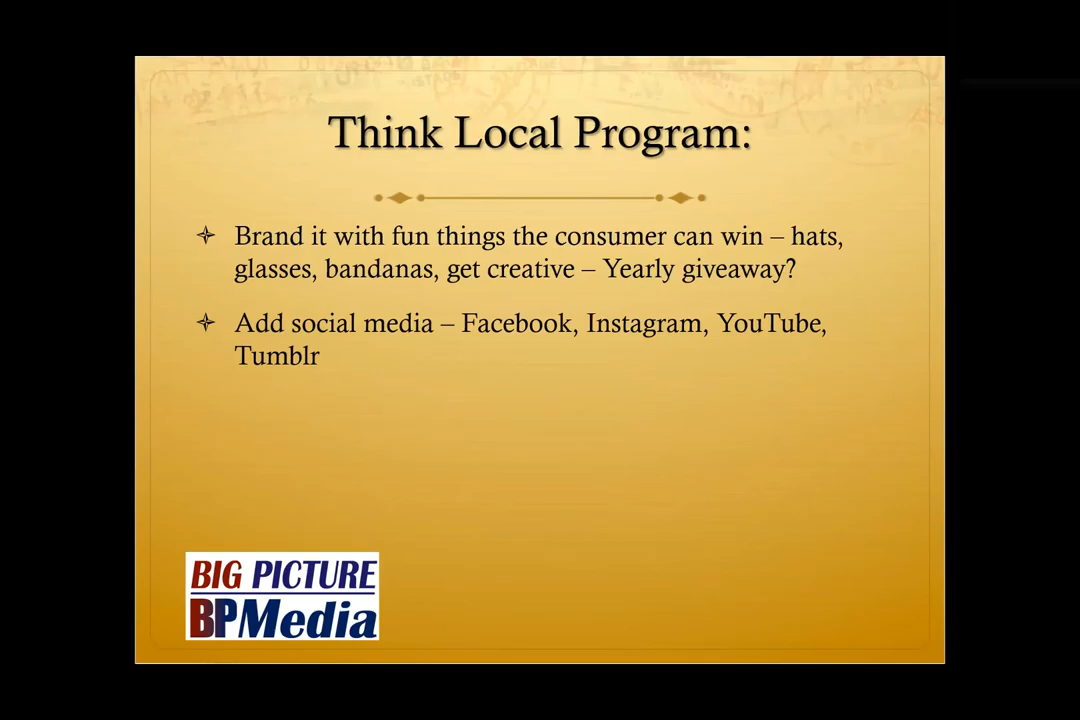 Think Local Program:
Brand it with fun things the consumer can win – hats,
glasses, bandanas, get creative – Yearly giveaway?
Add social media – Facebook, Instagram, YouTube,
Tumblr
BIG PICTURE
BPMedia